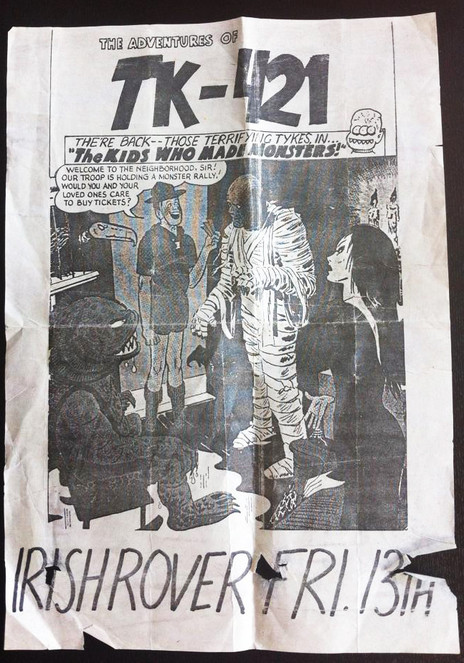 THE ADVENTURES OF
TK-421
THEŔE BACK--THOSE TERRIFYING TYKES, IN...
"The KIDS WHO MADE MONSTERS!"
WELCOME TO THE NEIGHBORHOOD, SIR!
OUR TROOP IS HOLDING A MONSTER RALLY.
WOULD YOU AND YOUR
LOVED ONES CARE
TO BUY TICKETS?
IRISH ROVER FRI. 13TH